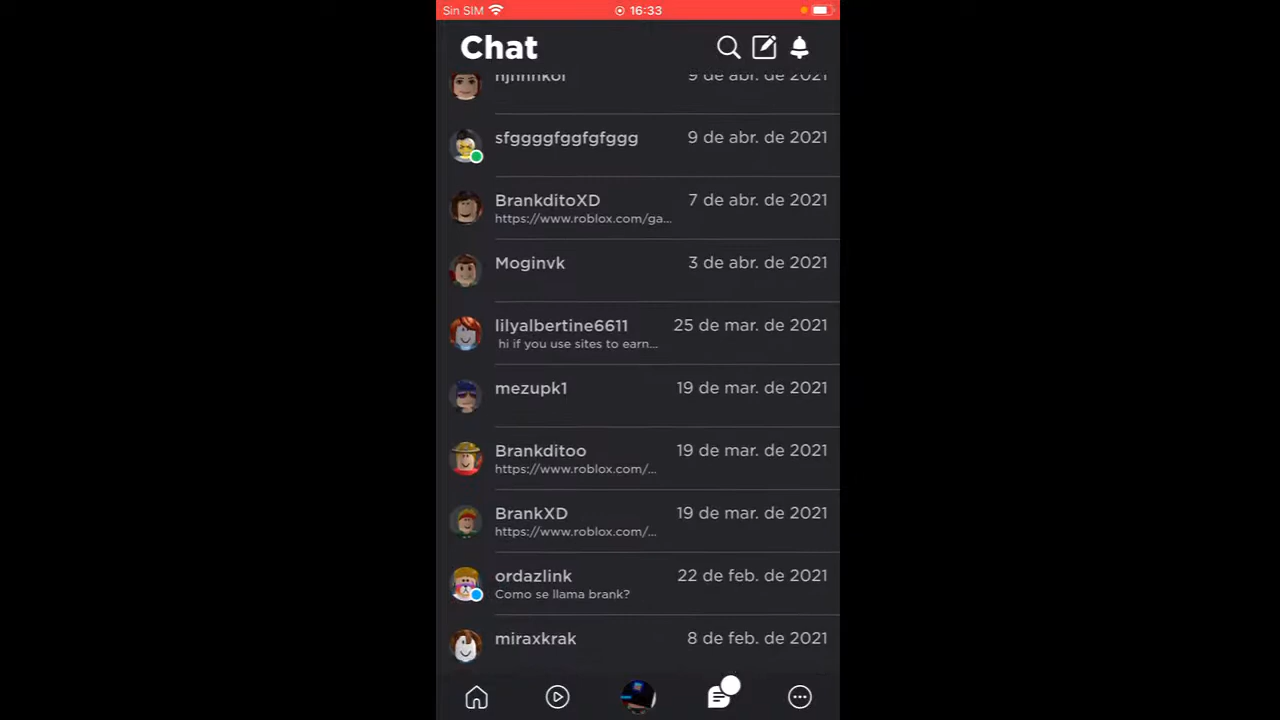 Sin SIM 16:33
Chat
9 de abr. de 2021
sfggggfggfgfggg 9 de abr. de 2021
BrankditoXD 7 de abr. de 2021
https://www.roblox.com/ga...
Moginvk 3 de abr. de 2021
lilyalbertine6611 25 de mar. de 2021
hi if you use sites to earn...
mezupk1 19 de mar. de 2021
Brankditoo 19 de mar. de 2021
https://www.roblox.com/...
BrankXD 19 de mar. de 2021
https://www.roblox.com/...
ordazlink 22 de feb. de 2021
Como se llama brank?
miraxkrak 8 de feb. de 2021